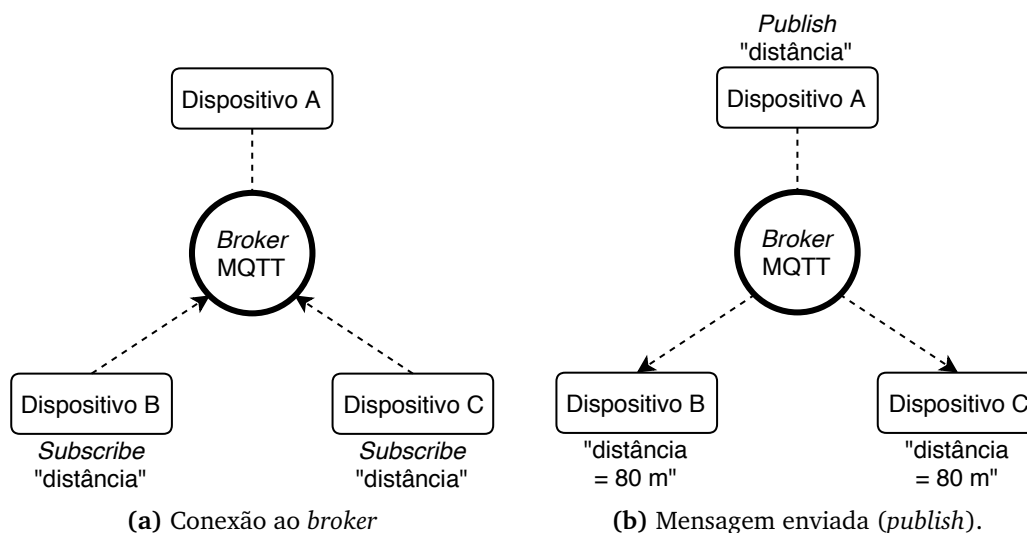 Dispositivo A
Broker
MQTT
Dispositivo B
Dispositivo C
Subscribe
"distância"
Subscribe
"distância"
(a) Conexão ao broker
Publish
"distância"
Dispositivo A
Broker
MQTT
Dispositivo B
Dispositivo C
"distância
= 80 m"
"distância
= 80 m"
(b) Mensagem enviada (publish).